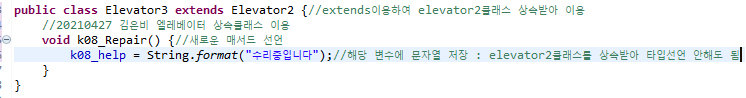 public class Elevator3 extends Elevator2 {//extends이용하여 elevator2클래스 상속받아 이용
//20210427 김은비 엘레베이터 상속클래스 이용
void k08_Repair() {//새로운 매서드 선언
k08_help = String.format("수리중입니다");//해당 변수에 문자열 저장 : elevator2클래스를 상속받아 타입선언 안해도 됨
}
}